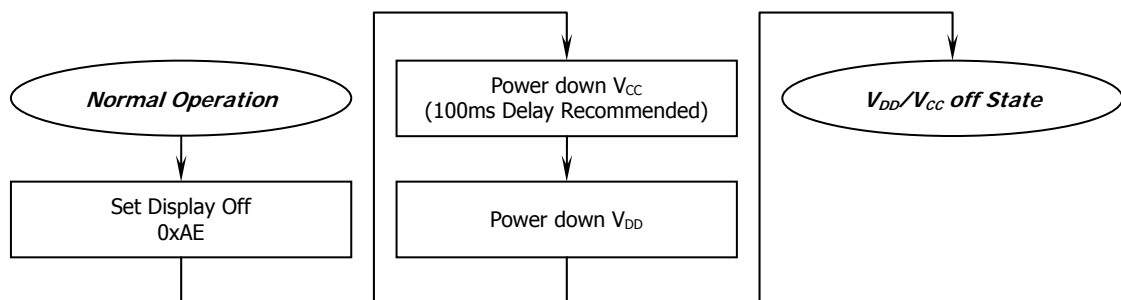 Normal Operation
Set Display Off
0xAE
Power down VCC
(100ms Delay Recommended)
Power down VDD
VDD/VCC off State